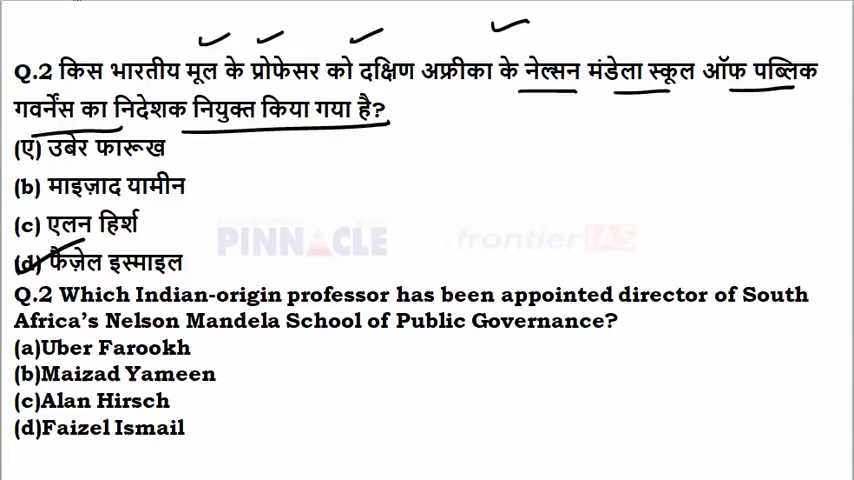 Q.2 किस भारतीय मूल के प्रोफेसर को दक्षिण अफ्रीका के नेल्सन मंडेला स्कूल ऑफ पब्लिक
गवर्नेंस का निदेशक नियुक्त किया गया है?
(ए) उबेर फारूख
(b) माइज़ाद यामीन
(c) एलन हिर्श
(d) फैज़ेल इस्माइल
PINNACLE frontier IAS
Q.2 Which Indian-origin professor has been appointed director of South
Africa’s Nelson Mandela School of Public Governance?
(a)Uber Farookh
(b)Maizad Yameen
(c)Alan Hirsch
(d)Faizel Ismail